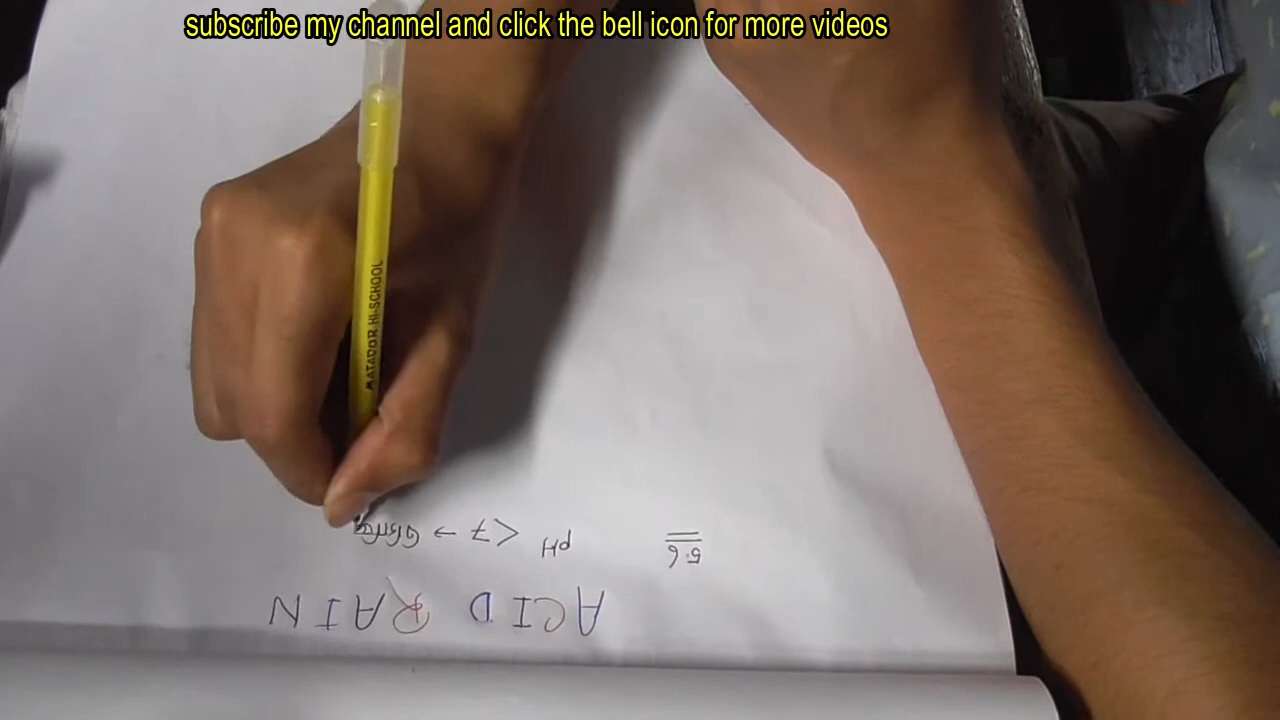 subscribe my channel and click the bell icon for more videos
MATADOR HI-SCHOOL
ACID RAIN
5.6 pH <7 →